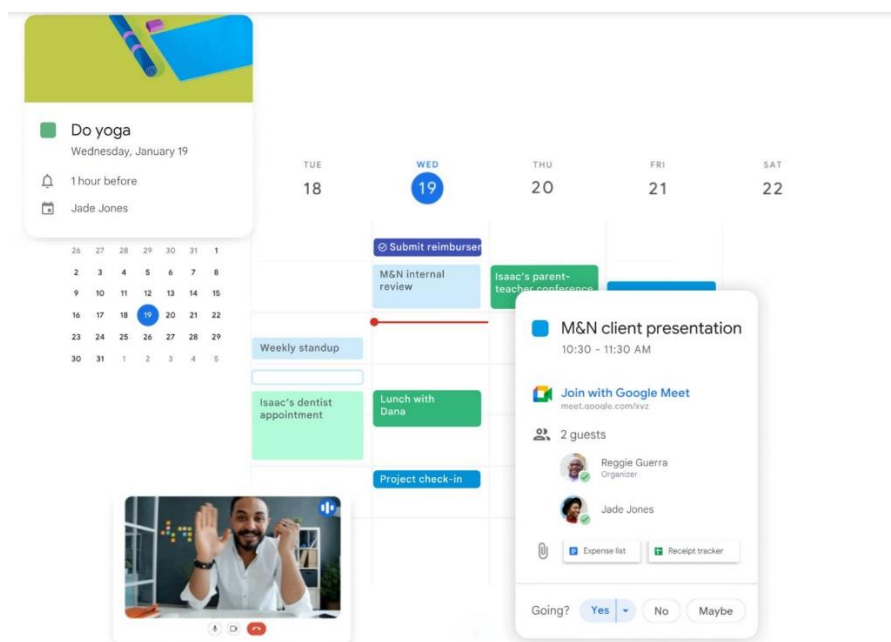 Do yoga
Wednesday, January 19
1 hour before
Jade Jones
26 27 28 29 30 31 1
2 3 4 5 6 7 8
9 10 11 12 13 14 15
16 17 18 19 20 21 22
23 24 25 26 27 28 29
30 31 1 2 3 4 5
TUE WED THU FRI SAT
18 19 20 21 22
Submit reimburser
M&N internal
review
Isaac's parent-
teacher conference
Weekly standup
Isaac's dentist
appointment
Lunch with
Dana
Project check-in
M&N client presentation
10:30 – 11:30 AM
Join with Google Meet
meet.google.com/xyz
2 guests
Reggie Guerra
Organizer
Jade Jones
Expense list
Receipt tracker
Going? Yes No Maybe